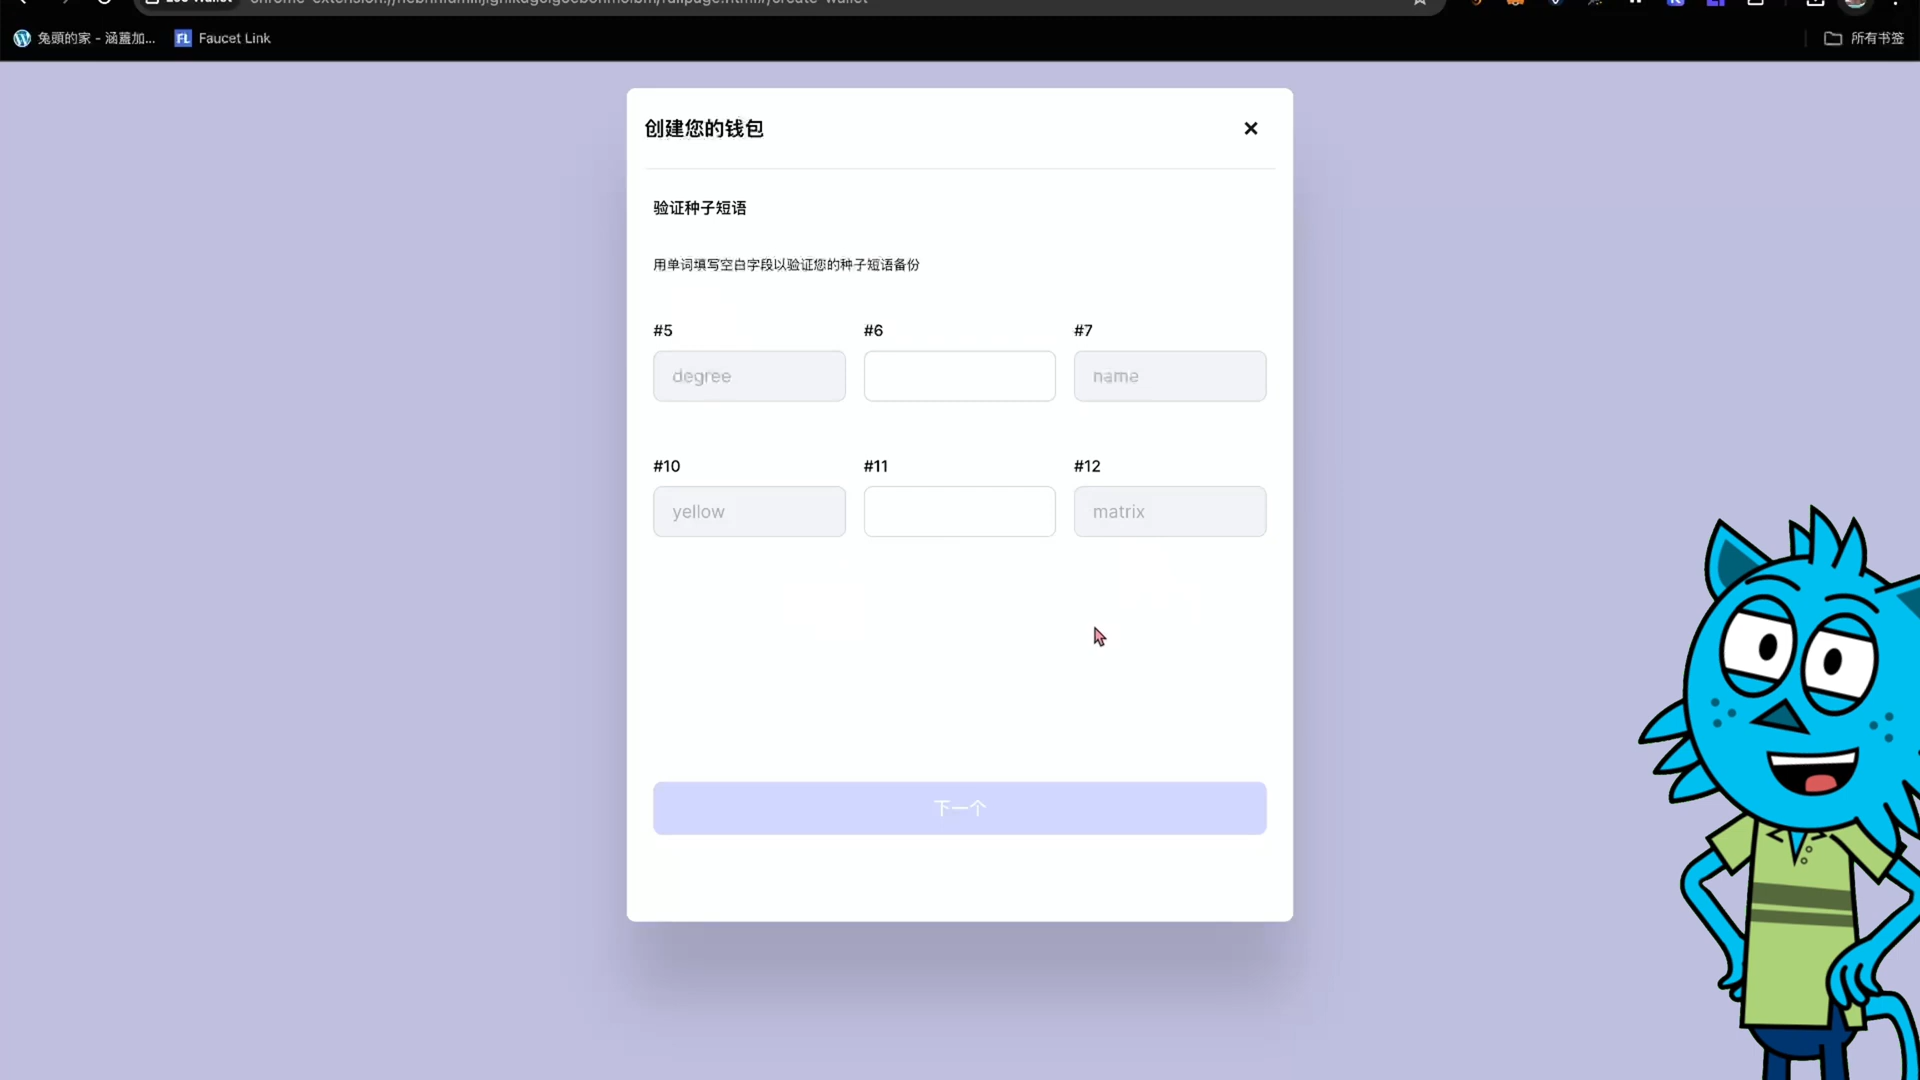 兔頭的家 - 涵蓋加...
FL Faucet Link
所有书签
创建您的钱包
验证种子短语
用单词填写空白字段以验证您的种子短语备份
#5 #6 #7
degree name
#10 #11 #12
yellow matrix
下一个